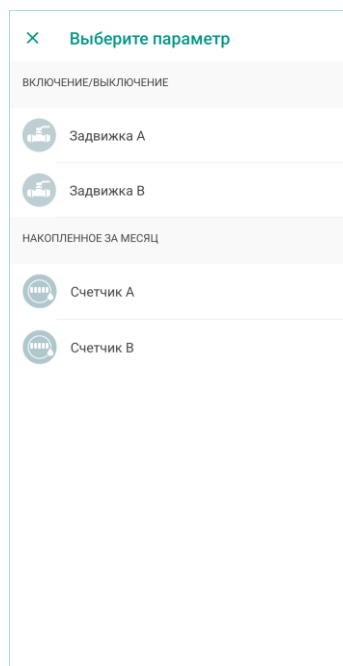 Выберите параметр
ВКЛЮЧЕНИЕ/ВЫКЛЮЧЕНИЕ
Задвижка A
Задвижка B
НАКОПЛЕННОЕ ЗА МЕСЯЦ
Счетчик A
Счетчик B